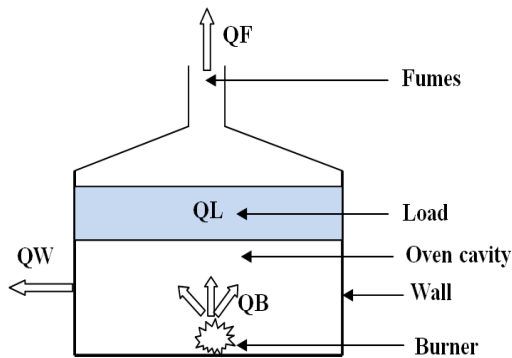 QF
Fumes
QL
Load
QW
Oven cavity
QB
Wall
Burner